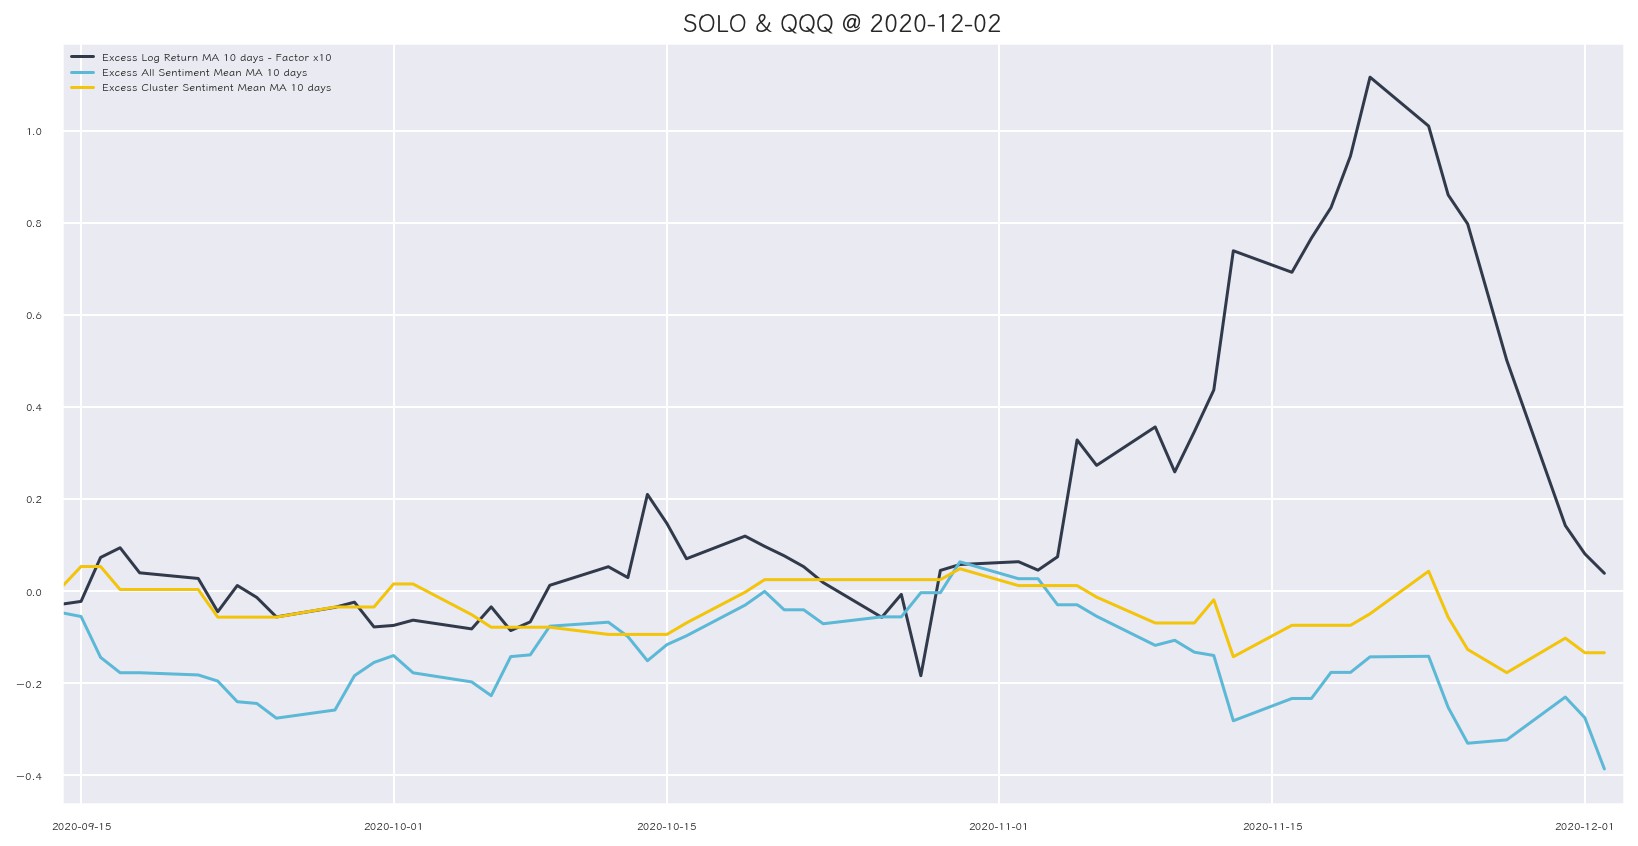 SOLO & QQQ @ 2020-12-02
Excess Log Return MA 10 days - Factor x10
Excess All Sentiment Mean MA 10 days
Excess Cluster Sentiment Mean MA 10 days
1.0
0.8
0.6
0.4
0.2
0.0
−0.2
−0.4
2020-09-15 2020-10-01 2020-10-15 2020-11-01 2020-11-15 2020-12-01